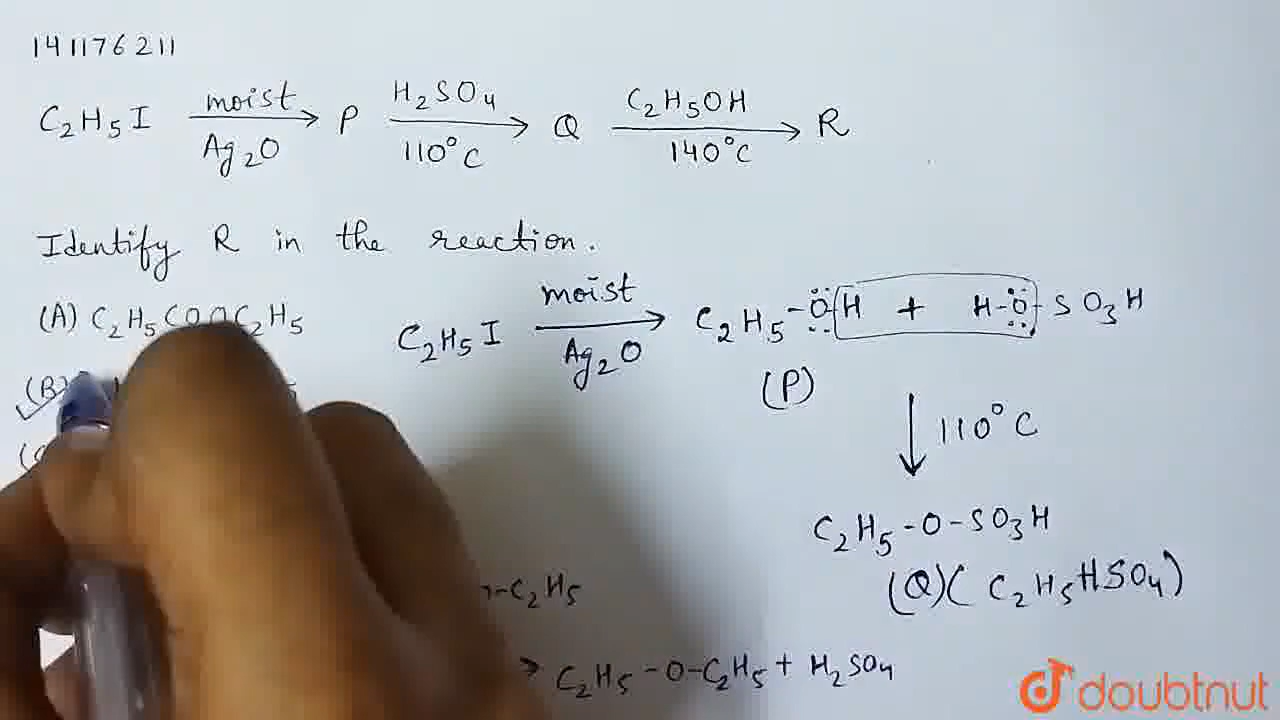 141176211
C₂H₅I moist Ag₂O → P H₂SO₄ 110°C → Q C₂H₅OH 140°C → R
Identify R in the reaction.
(A) C₂H₅COOC₂H₅
C₂H₅I moist Ag₂O → C₂H₅-ÖH + H-Ö-SO₃H
(P)
(B)
↓ 110°C
C₂H₅-O-SO₃H
(Q)(C₂H₅HSO₄)
-C₂H₅
→ C₂H₅-O-C₂H₅ + H₂SO₄
doubtnut